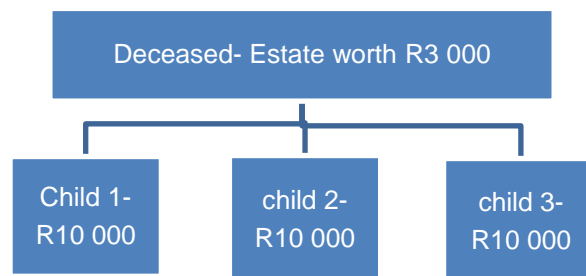 Deceased- Estate worth R3 000
Child 1-
R10 000
child 2-
R10 000
child 3-
R10 000